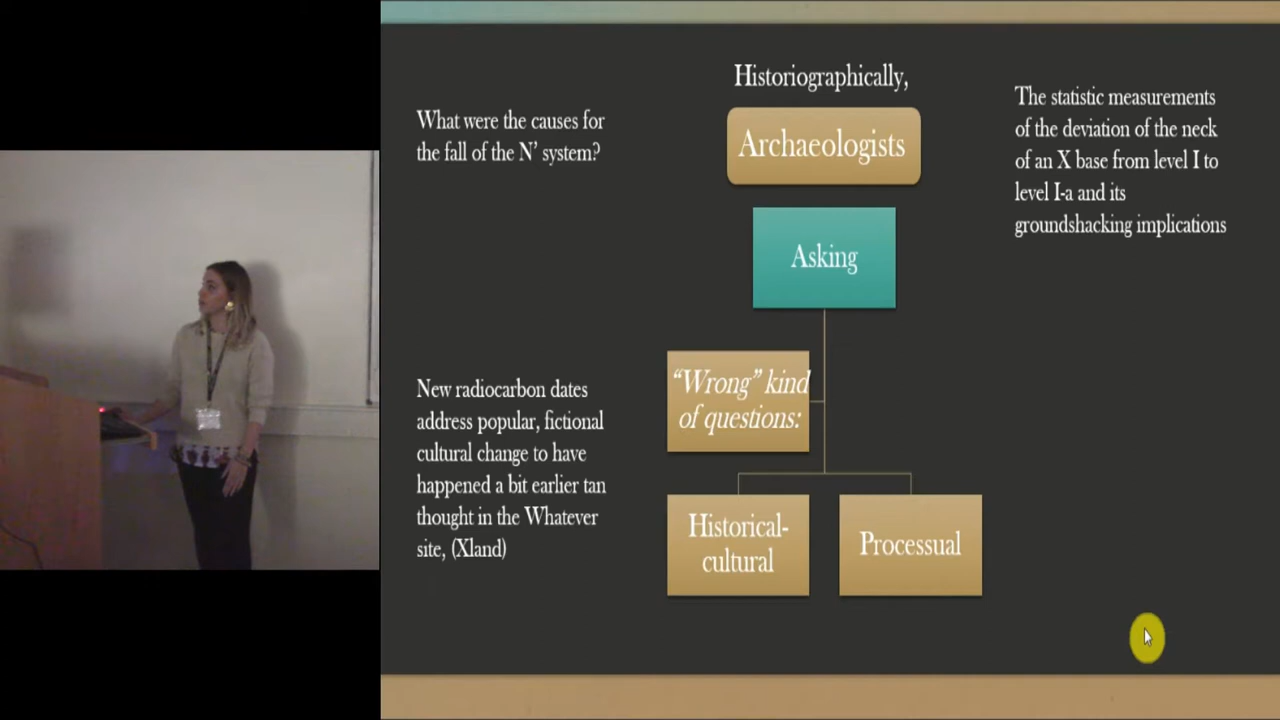 Historiographically,
Archaeologists
Asking
"Wrong" kind
of questions:
Historical-
cultural
Processual
What were the causes for
the fall of the N' system?
New radiocarbon dates
address popular, fictional
cultural change to have
happened a bit earlier tan
thought in the Whatever
site, (Xland)
The statistic measurements
of the deviation of the neck
of an X base from level I to
level I-a and its
groundshacking implications